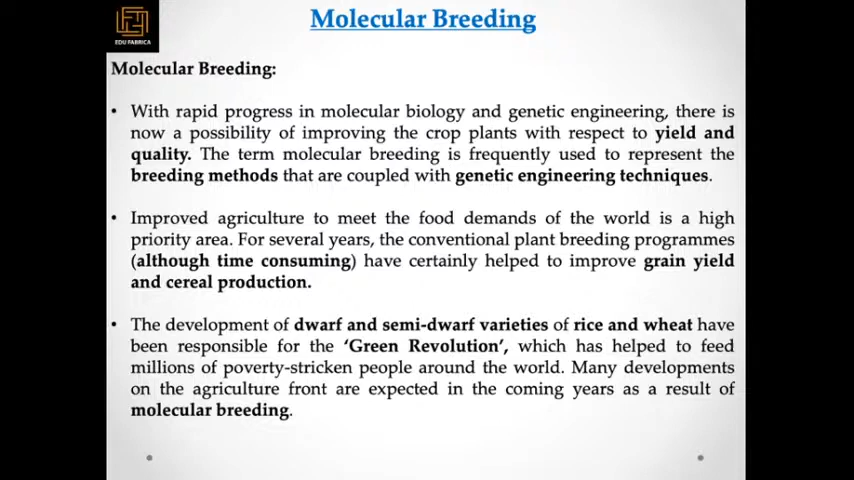 EDU FABRICA
Molecular Breeding
Molecular Breeding:
• With rapid progress in molecular biology and genetic engineering, there is
now a possibility of improving the crop plants with respect to yield and
quality. The term molecular breeding is frequently used to represent the
breeding methods that are coupled with genetic engineering techniques.
• Improved agriculture to meet the food demands of the world is a high
priority area. For several years, the conventional plant breeding programmes
(although time consuming) have certainly helped to improve grain yield
and cereal production.
• The development of dwarf and semi-dwarf varieties of rice and wheat have
been responsible for the ‘Green Revolution’, which has helped to feed
millions of poverty-stricken people around the world. Many developments
on the agriculture front are expected in the coming years as a result of
molecular breeding.